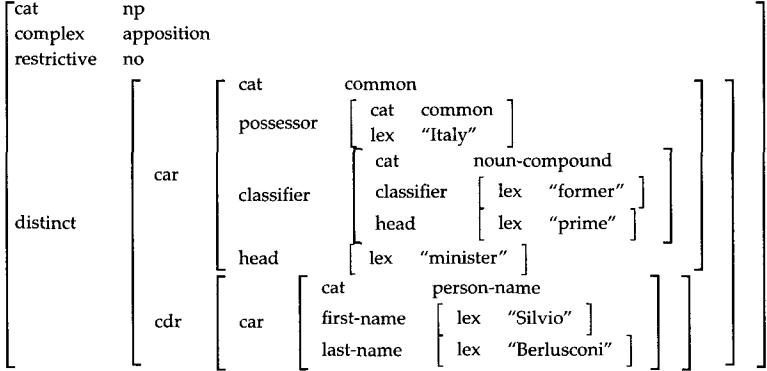 cat np
complex apposition
restrictive no
cat common
possessor cat common
lex "Italy"
car
cat noun-compound
classifier classifier lex "former"
head lex "prime"
distinct
head lex "minister"
cat person-name
cdr car first-name lex "Silvio"
last-name lex "Berlusconi"